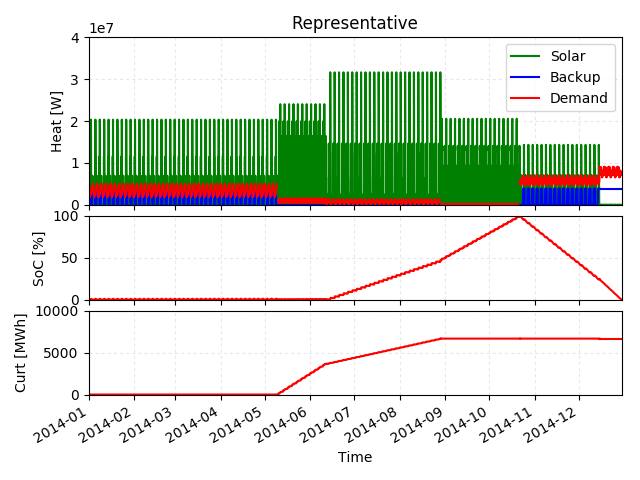 Representative
1e7
4
3
2
1
0
Heat [W]
Solar
Backup
Demand
100
50
0
SoC [%]
10000
5000
0
Curt [MWh]
2014-01
2014-02
2014-03
2014-04
2014-05
2014-06
2014-07
2014-08
2014-09
2014-10
2014-11
2014-12
Time